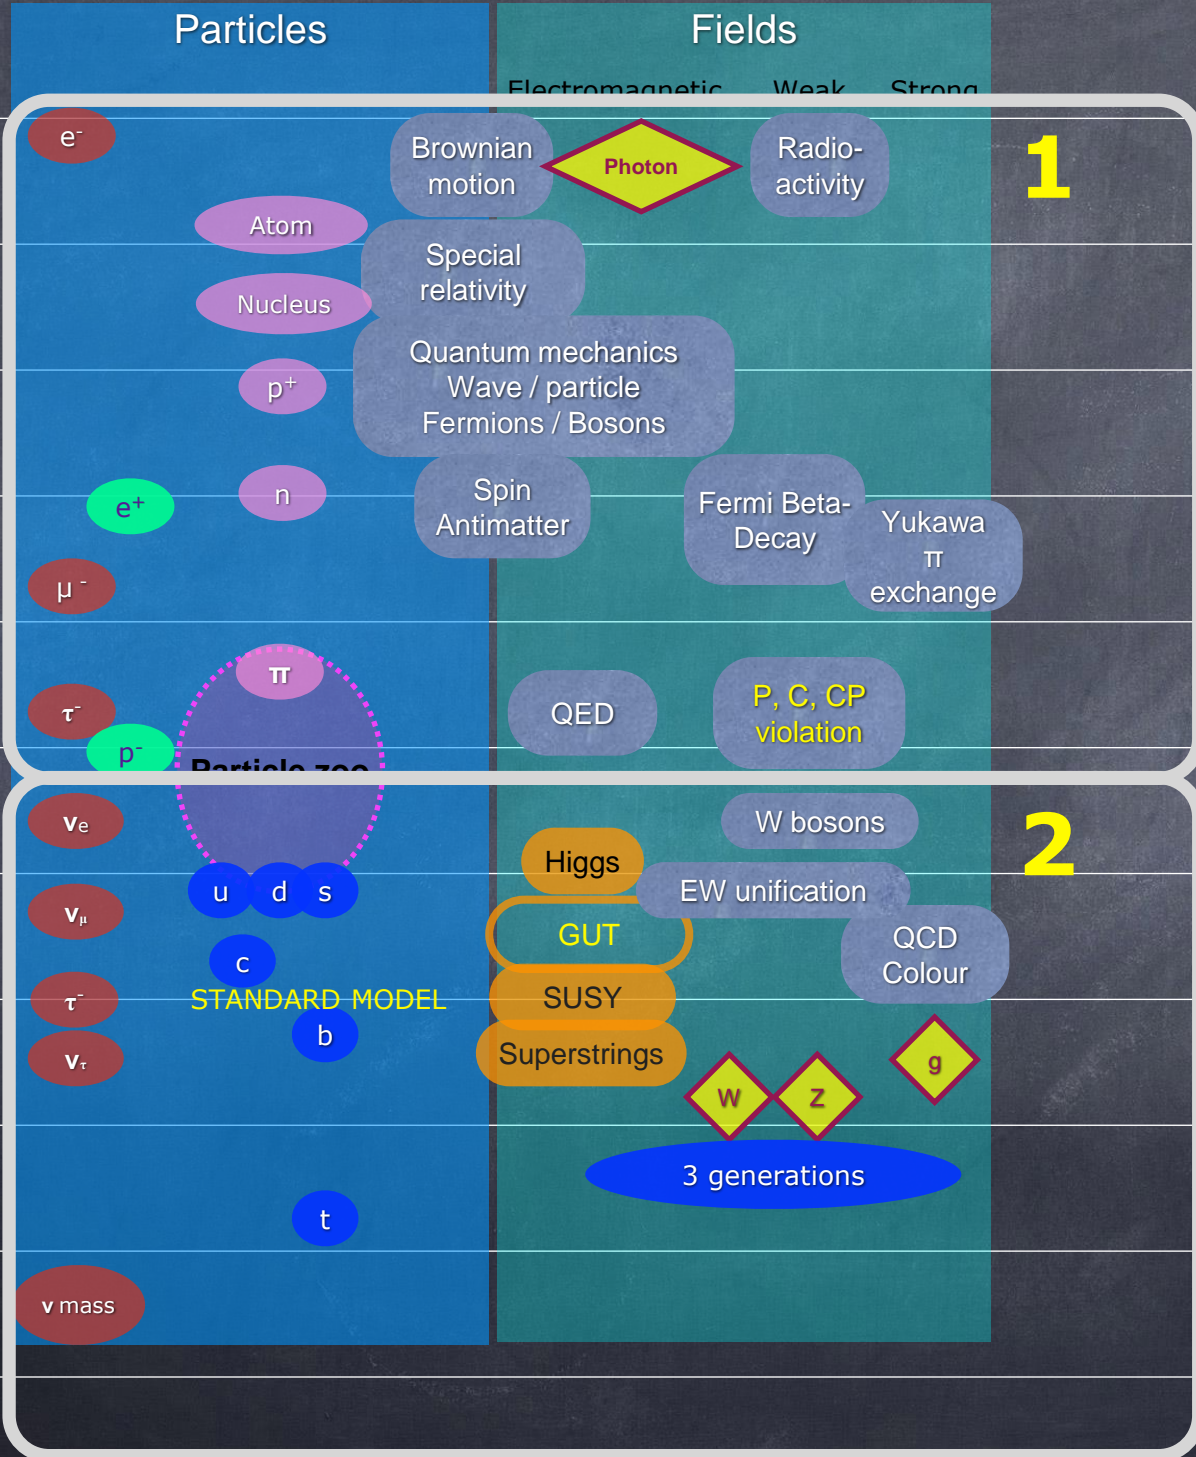 Particles
Fields
Electromagnetic
Weak
Strong
e-
Brownian
motion
Photon
Radio-
activity
1
Atom
Special
relativity
Nucleus
Quantum mechanics
Wave / particle
Fermions / Bosons
p+
e+
n
Spin
Antimatter
Fermi Beta-
Decay
Yukawa
π
exchange
μ -
π
τ-
QED
P, C, CP
violation
p-
Particle zoo
νe
W bosons
2
Higgs
EW unification
u
d
s
νμ
GUT
QCD
Colour
c
τ-
STANDARD MODEL
SUSY
b
ντ
Superstrings
g
W
Z
3 generations
t
ν mass